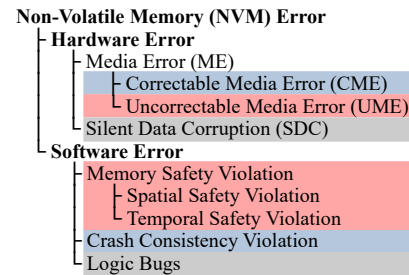 Non-Volatile Memory (NVM) Error
Hardware Error
Media Error (ME)
Correctable Media Error (CME)
Uncorrectable Media Error (UME)
Silent Data Corruption (SDC)
Software Error
Memory Safety Violation
Spatial Safety Violation
Temporal Safety Violation
Crash Consistency Violation
Logic Bugs